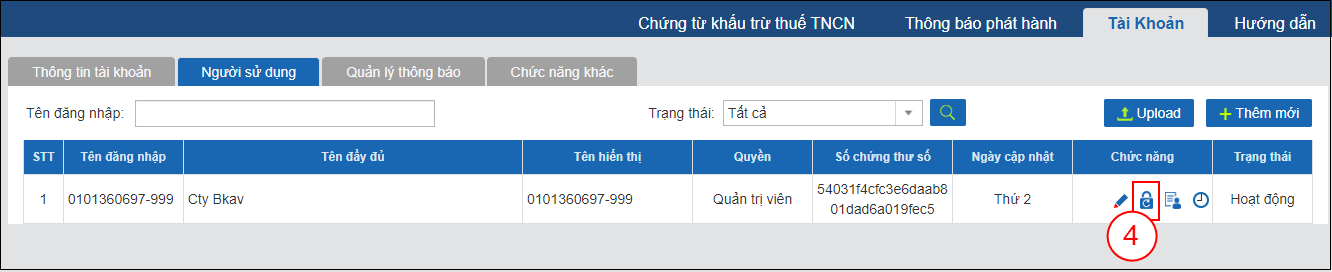 Chứng từ khấu trừ thuế TNCN Thông báo phát hành Tài Khoản Hướng dẫn
Thông tin tài khoản Người sử dụng Quản lý thông báo Chức năng khác
Tên đăng nhập: Trạng thái: Tất cả Upload Thêm mới
STT Tên đăng nhập Tên đầy đủ Tên hiển thị Quyền Số chứng thư số Ngày cập nhật Chức năng Trạng thái
1 0101360697-999 Cty Bkav 0101360697-999 Quản trị viên 54031f4cfc3e6daab8 Thứ 2 Hoạt động
01dad6a019fec5
4